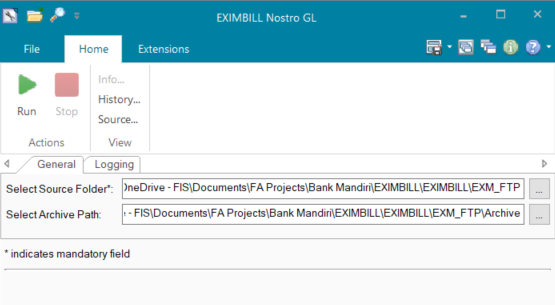 EXIMBILL Nostro GL
File Home Extensions
Run Stop
Info...
History...
Source...
Actions View
General Logging
Select Source Folder*: OneDrive - FIS\Documents\FA Projects\Bank Mandiri\EXIMBILL\EXIMBILL\EXM_FTP ...
Select Archive Path: - FIS\Documents\FA Projects\Bank Mandiri\EXIMBILL\EXIMBILL\EXM_FTP\Archive ...
* indicates mandatory field